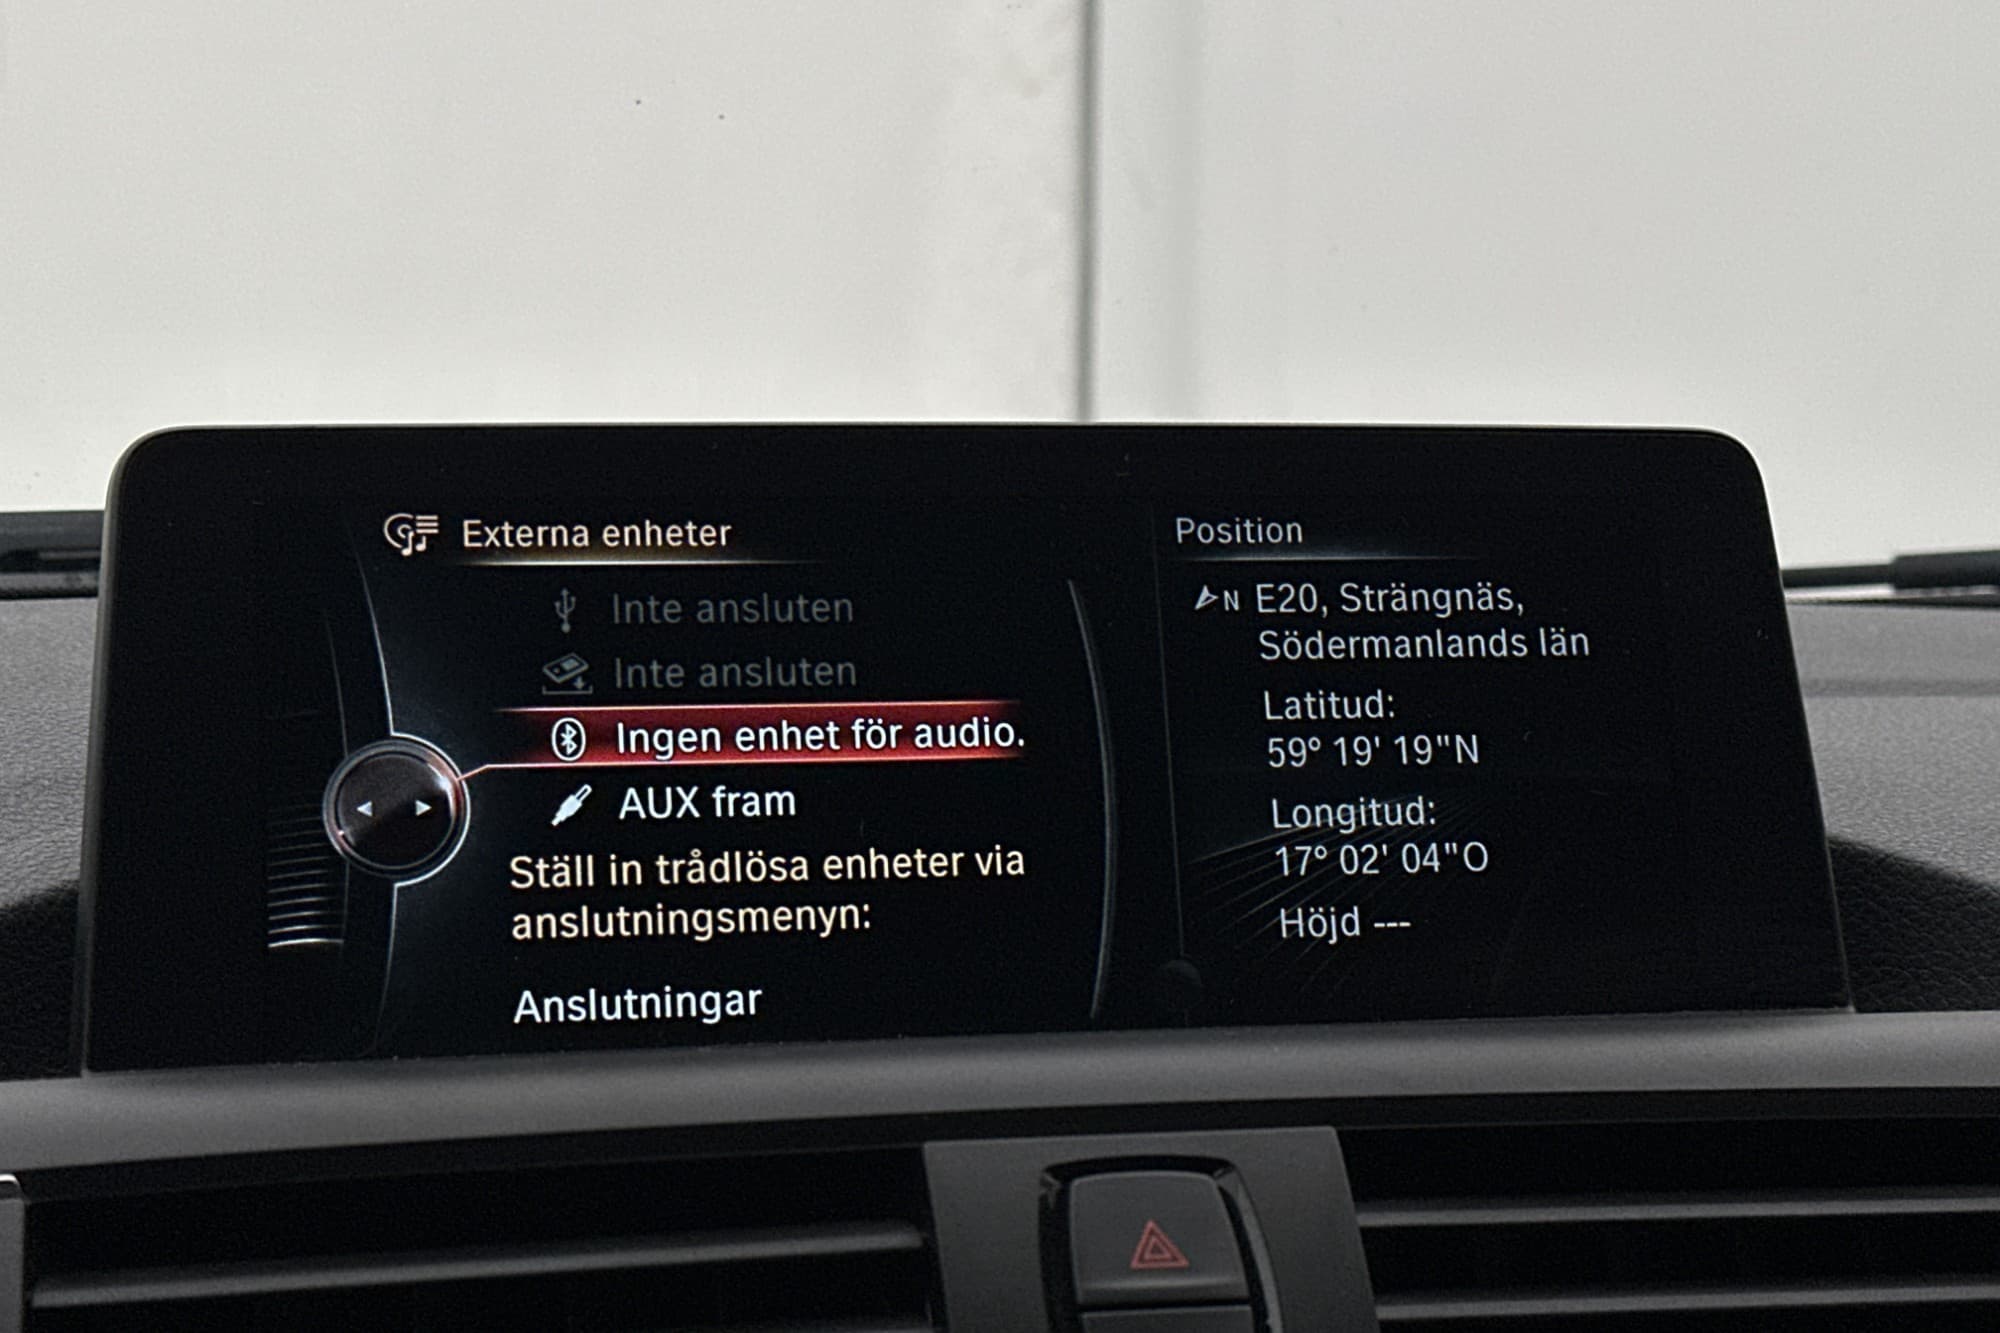 Externa enheter
Inte ansluten
Inte ansluten
Ingen enhet för audio.
AUX fram
Ställ in trådlösa enheter via
anslutningsmenyn:
Anslutningar
Position
N E20, Strängnäs,
Södermanlands län
Latitud:
59° 19' 19"N
Longitud:
17° 02' 04"O
Höjd ---